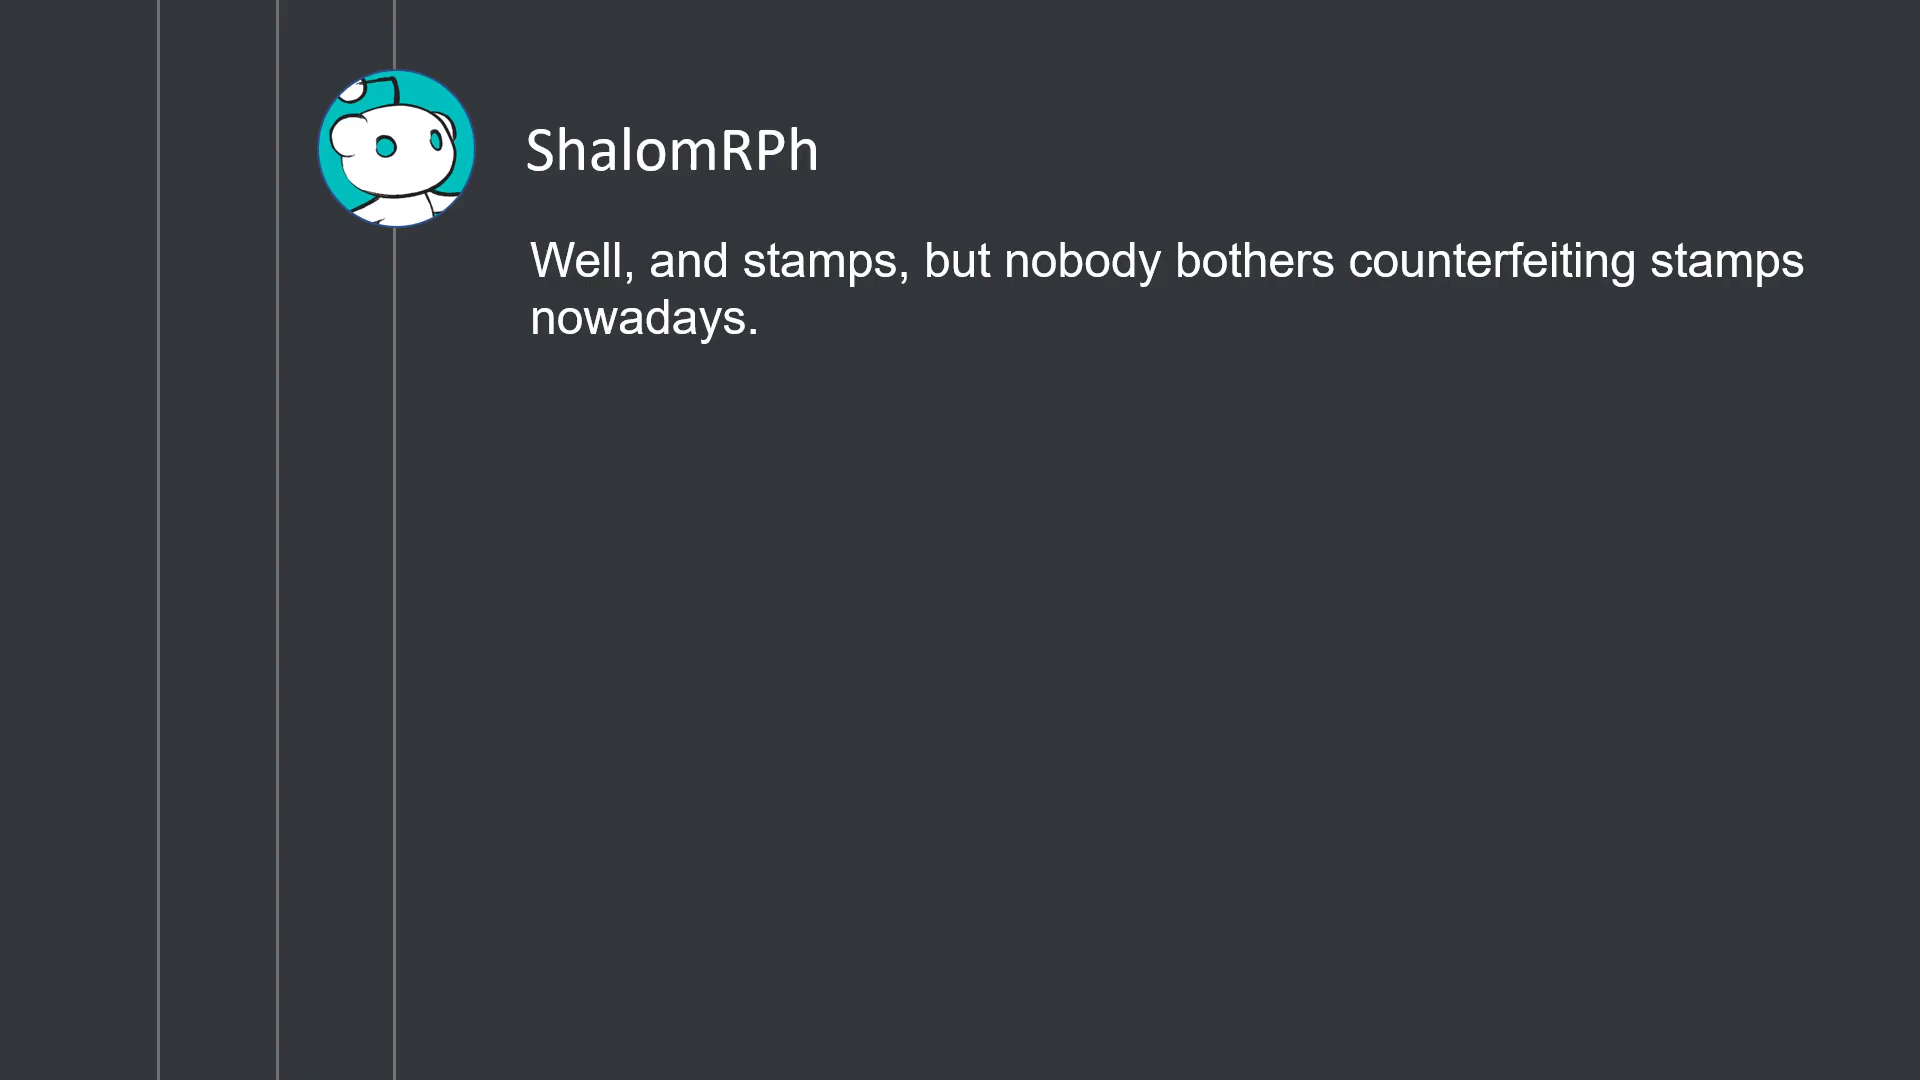 ShalomRPh
Well, and stamps, but nobody bothers counterfeiting stamps
nowadays.